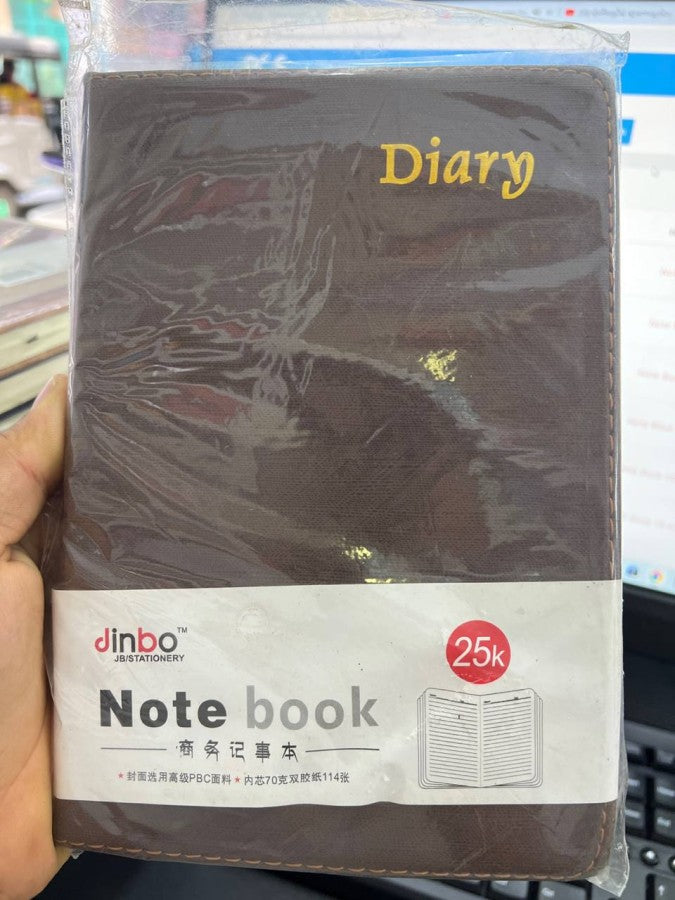 Diary
dinbo™
JB/STATIONERY
25k
Note book
商务记事本
★封面选用高级PBC面料★内芯70克双胶纸114张